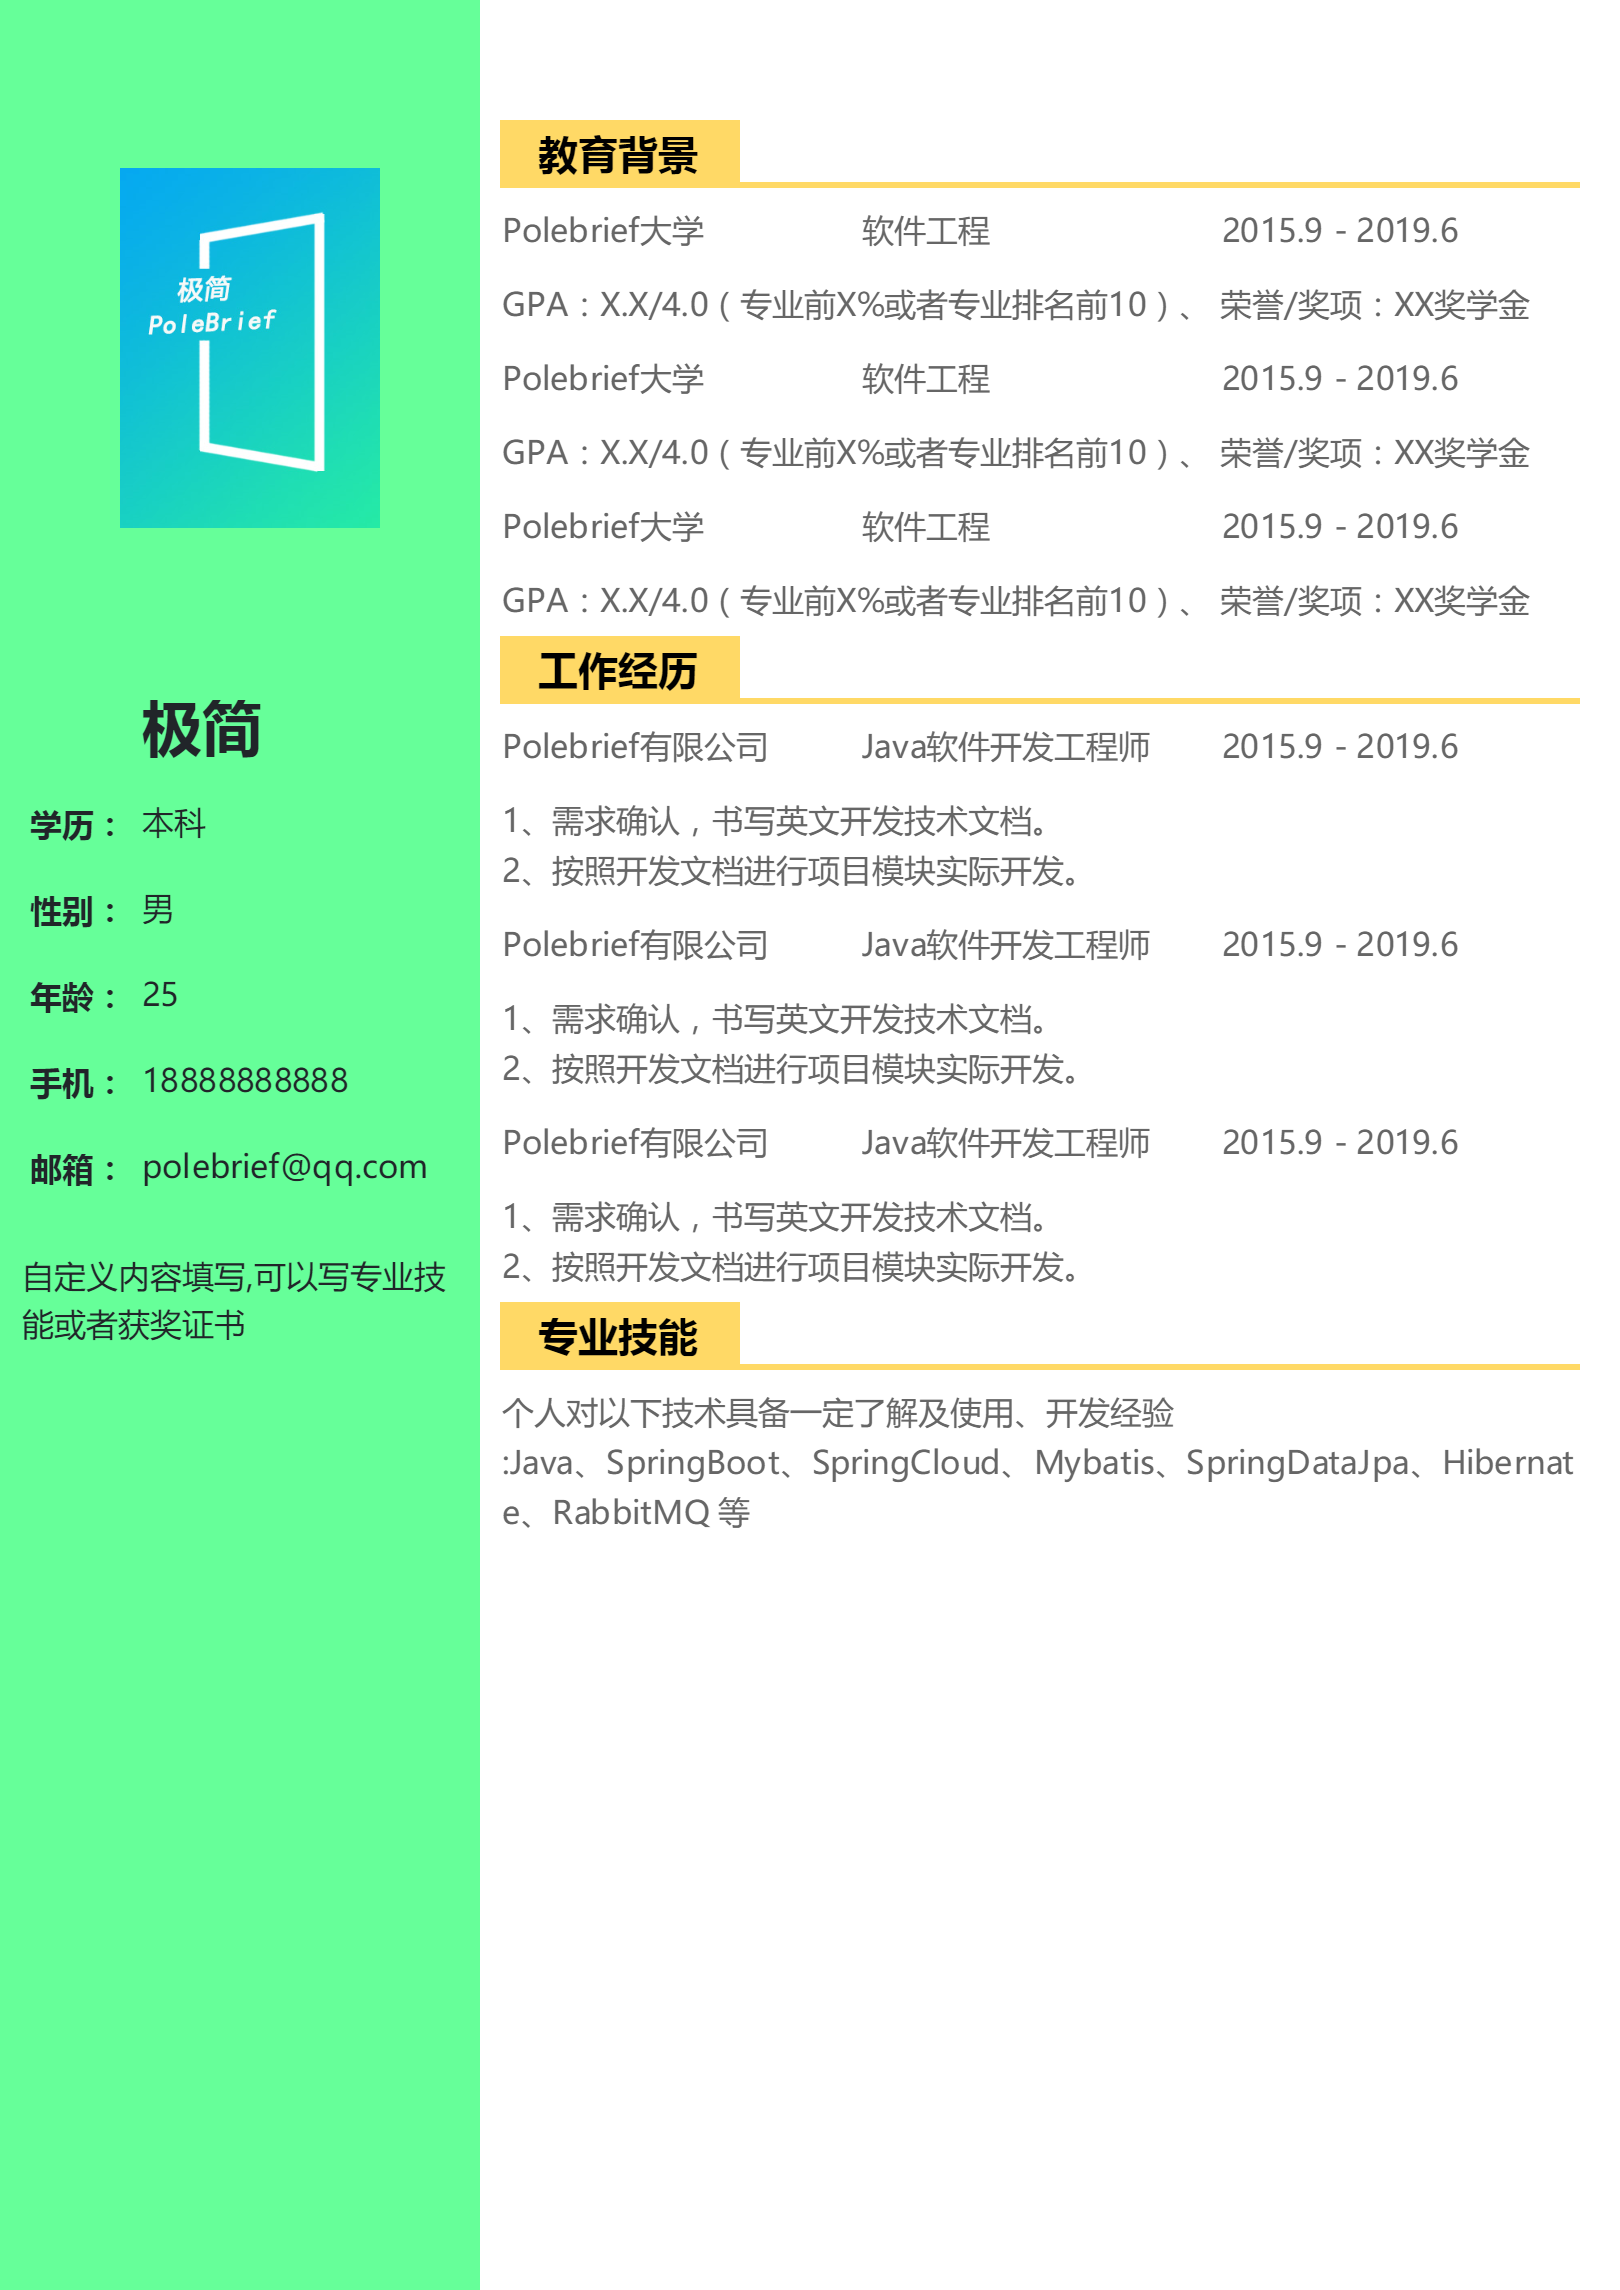 极简
PoleBrief
极简
学历： 本科
性别： 男
年龄： 25
手机： 18888888888
邮箱： polebrief@qq.com
自定义内容填写,可以写专业技
能或者获奖证书
教育背景
Polebrief大学 软件工程 2015.9 - 2019.6
GPA：X.X/4.0（专业前X%或者专业排名前10）、 荣誉/奖项：XX奖学金
Polebrief大学 软件工程 2015.9 - 2019.6
GPA：X.X/4.0（专业前X%或者专业排名前10）、 荣誉/奖项：XX奖学金
Polebrief大学 软件工程 2015.9 - 2019.6
GPA：X.X/4.0（专业前X%或者专业排名前10）、 荣誉/奖项：XX奖学金
工作经历
Polebrief有限公司 Java软件开发工程师 2015.9 - 2019.6
1、需求确认，书写英文开发技术文档。
2、按照开发文档进行项目模块实际开发。
Polebrief有限公司 Java软件开发工程师 2015.9 - 2019.6
1、需求确认，书写英文开发技术文档。
2、按照开发文档进行项目模块实际开发。
Polebrief有限公司 Java软件开发工程师 2015.9 - 2019.6
1、需求确认，书写英文开发技术文档。
2、按照开发文档进行项目模块实际开发。
专业技能
个人对以下技术具备一定了解及使用、开发经验
:Java、SpringBoot、SpringCloud、Mybatis、SpringDataJpa、Hibernat
e、RabbitMQ 等